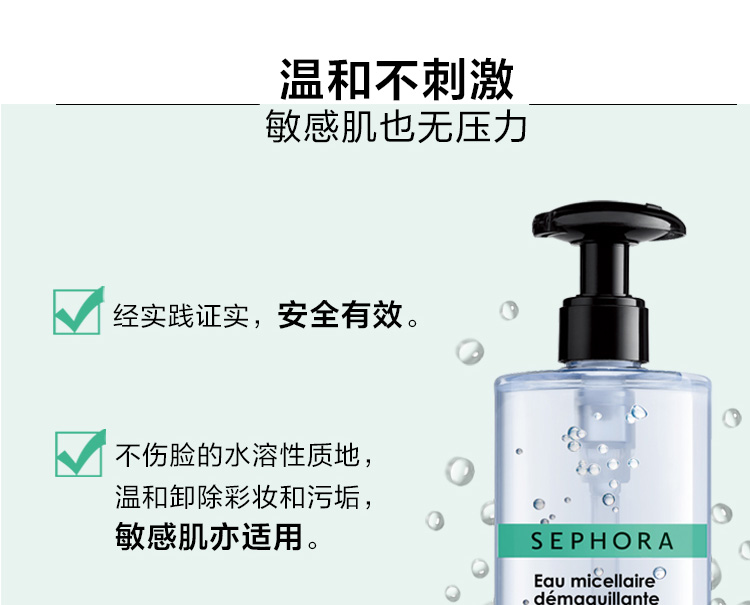 温和不刺激
敏感肌也无压力
经实践证实，安全有效。
不伤脸的水溶性质地，
温和卸除彩妆和污垢，
敏感肌亦适用。
SEPHORA
Eau micellaire
démaquillante